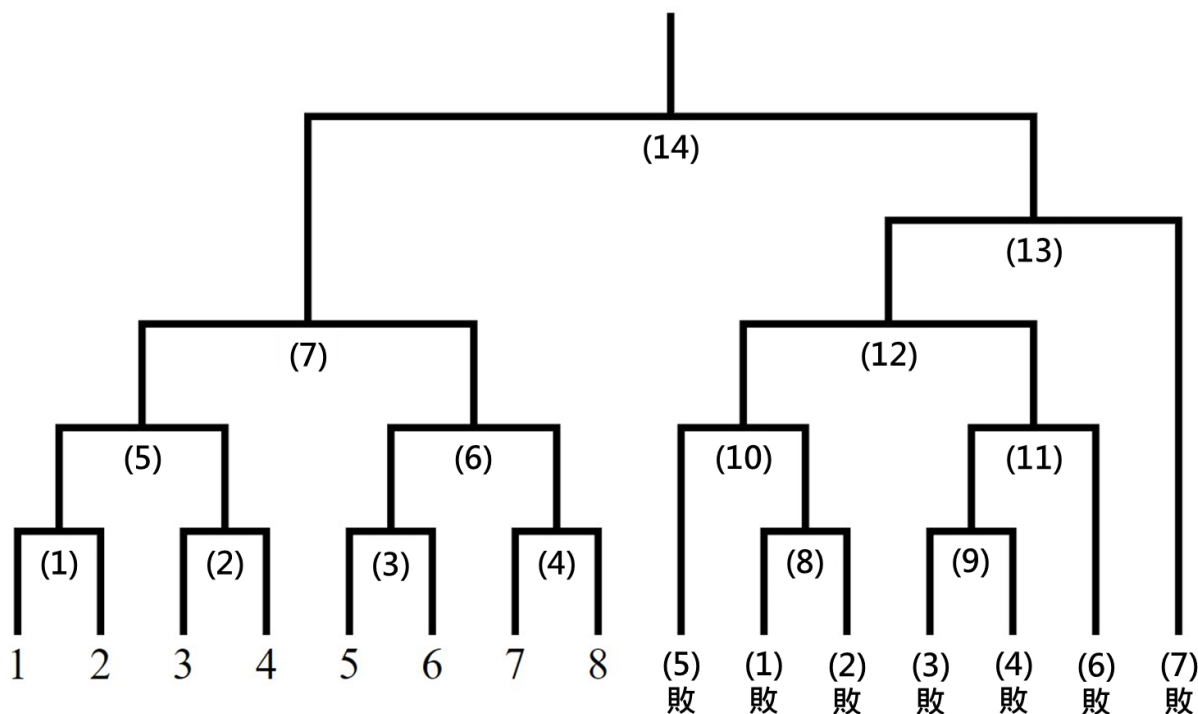 (14)
(13)
(7) (12)
(5) (6) (10) (11)
(1) (2) (3) (4) (8) (9)
1 2 3 4 5 6 7 8 (5) (1) (2) (3) (4) (6) (7)
敗 敗 敗 敗 敗 敗 敗